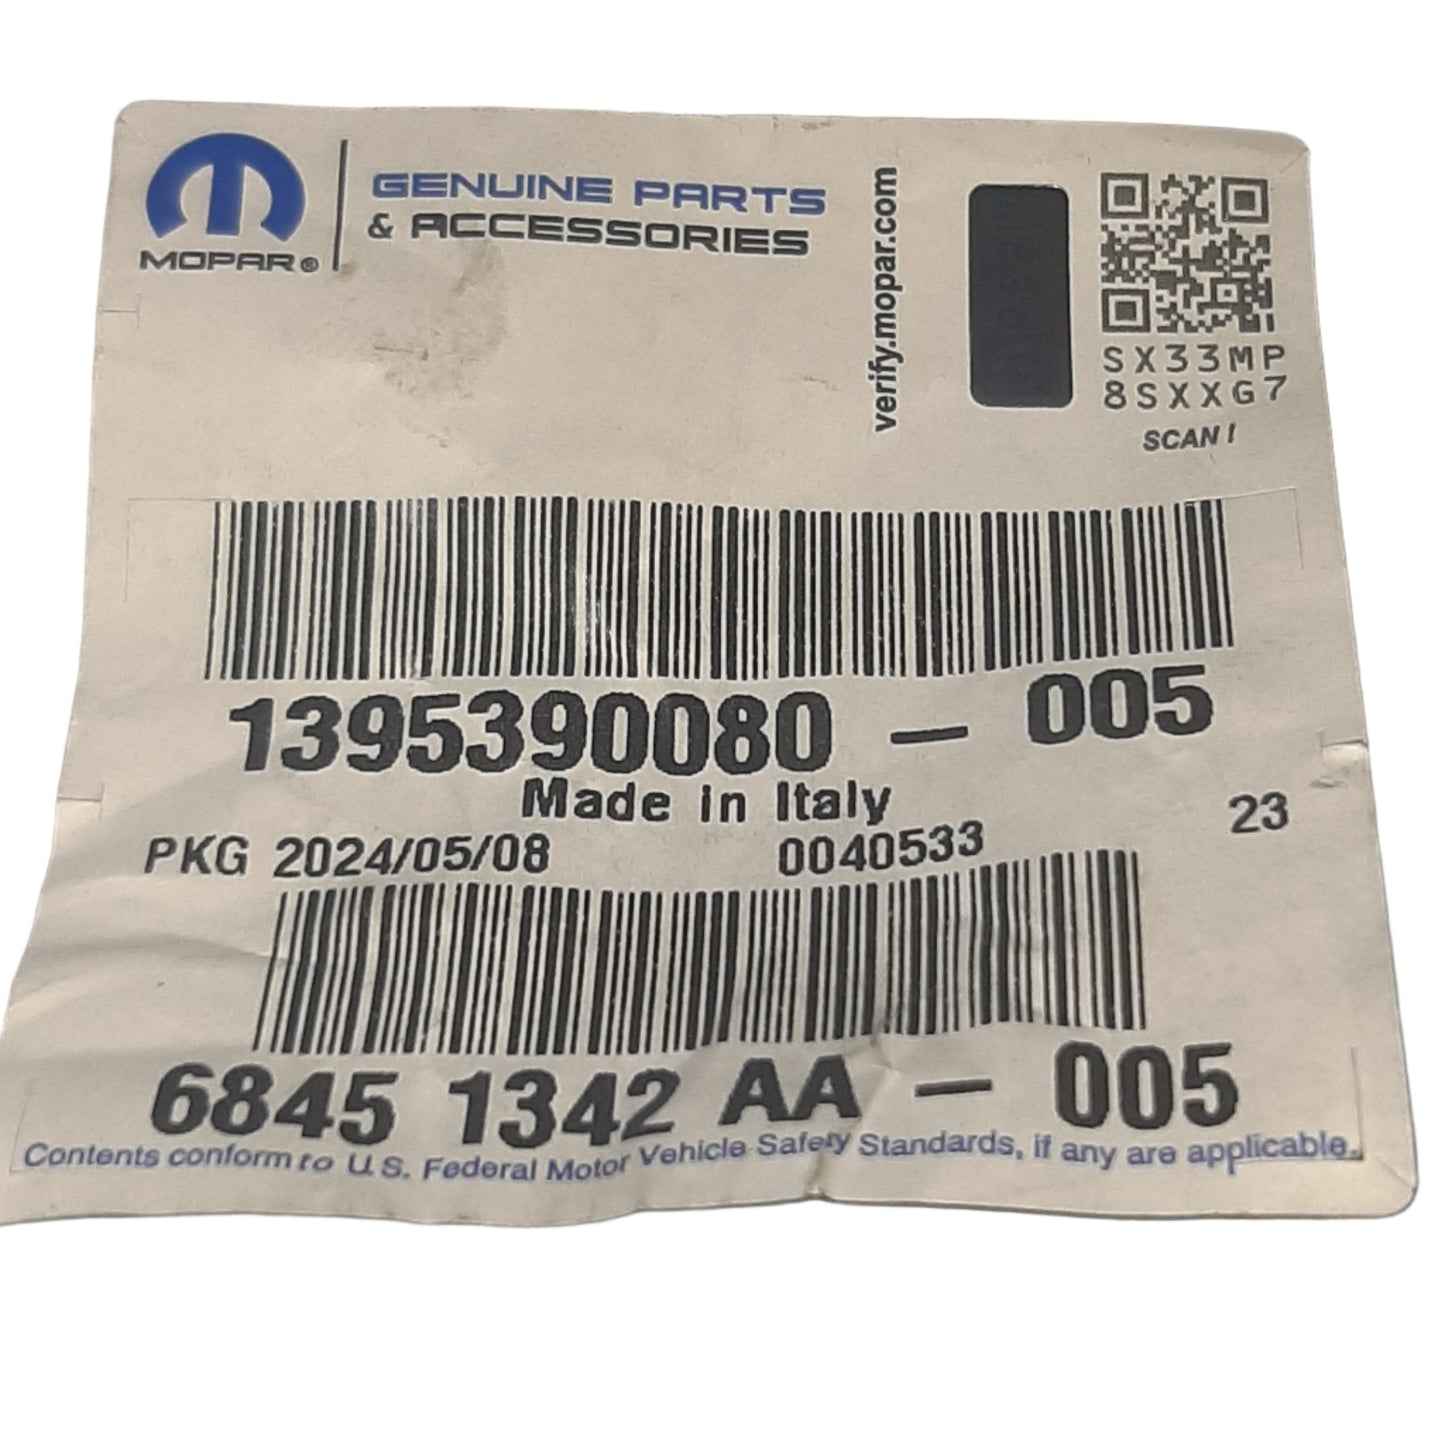 MOPAR®
GENUINE PARTS
& ACCESSORIES
verify.mopar.com
SX33MP
8SXXG7
SCAN !
1395390080 — 005
Made in Italy
23
PKG 2024/05/08
0040533
6845 1342 AA — 005
Contents conform to U.S. Federal Motor Vehicle Safety Standards, if any are applicable.